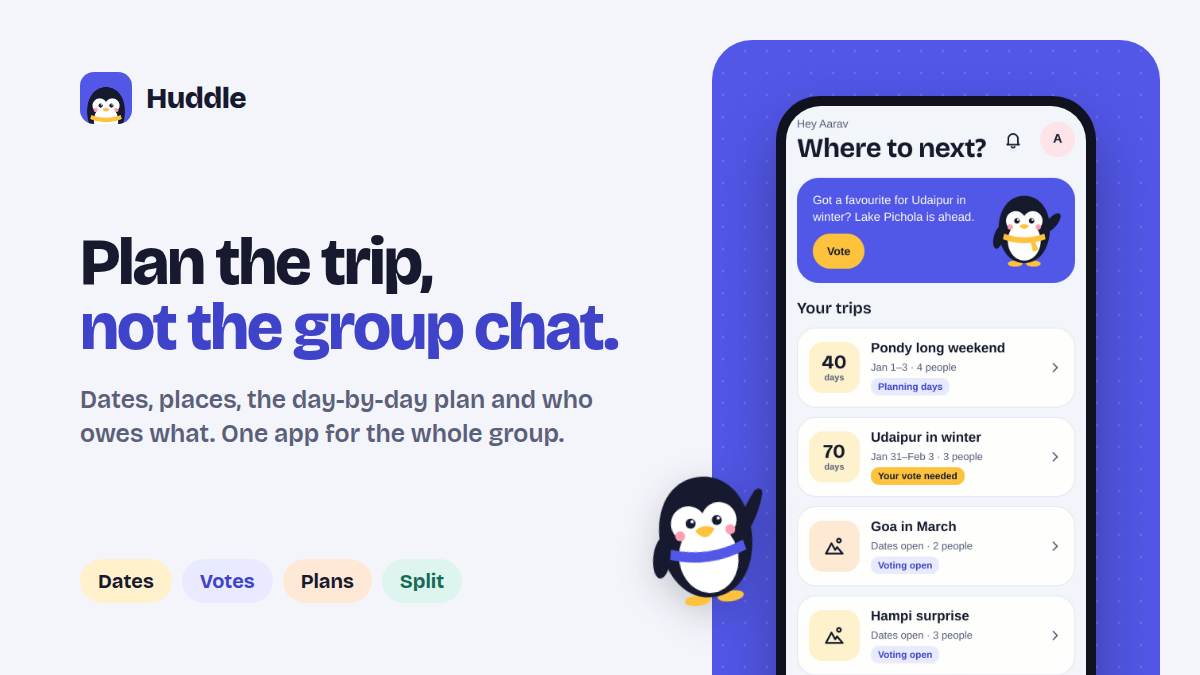 Huddle
Plan the trip,
not the group chat.
Dates, places, the day-by-day plan and who
owes what. One app for the whole group.
Dates
Votes
Plans
Split
Hey Aarav
Where to next?
A
Got a favourite for Udaipur in
winter? Lake Pichola is ahead.
Vote
Your trips
40
days
Pondy long weekend
Jan 1–3 · 4 people
Planning days
70
days
Udaipur in winter
Jan 31–Feb 3 · 3 people
Your vote needed
Goa in March
Dates open · 2 people
Voting open
Hampi surprise
Dates open · 3 people
Voting open